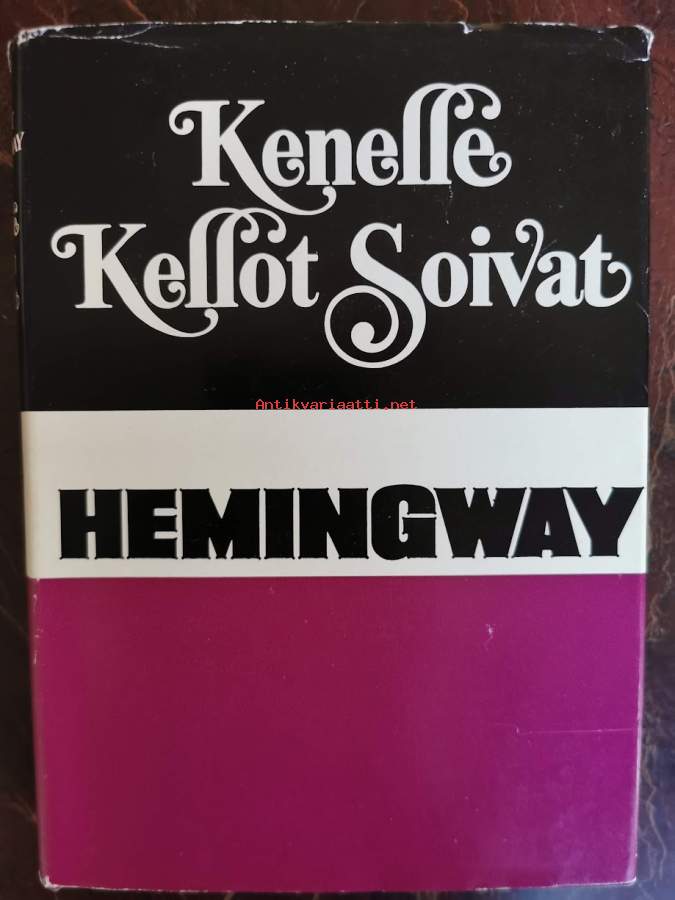 Kenelle
Kellot Soivat
Antikvariaatti.net
HEMINGWAY